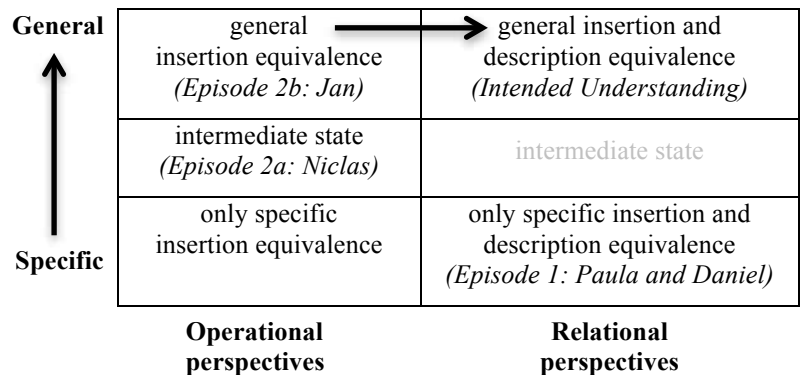 General
general
insertion equivalence
(Episode 2b: Jan)
general insertion and
description equivalence
(Intended Understanding)
intermediate state
(Episode 2a: Niclas)
intermediate state
Specific
only specific
insertion equivalence
only specific insertion and
description equivalence
(Episode 1: Paula and Daniel)
Operational
perspectives
Relational
perspectives